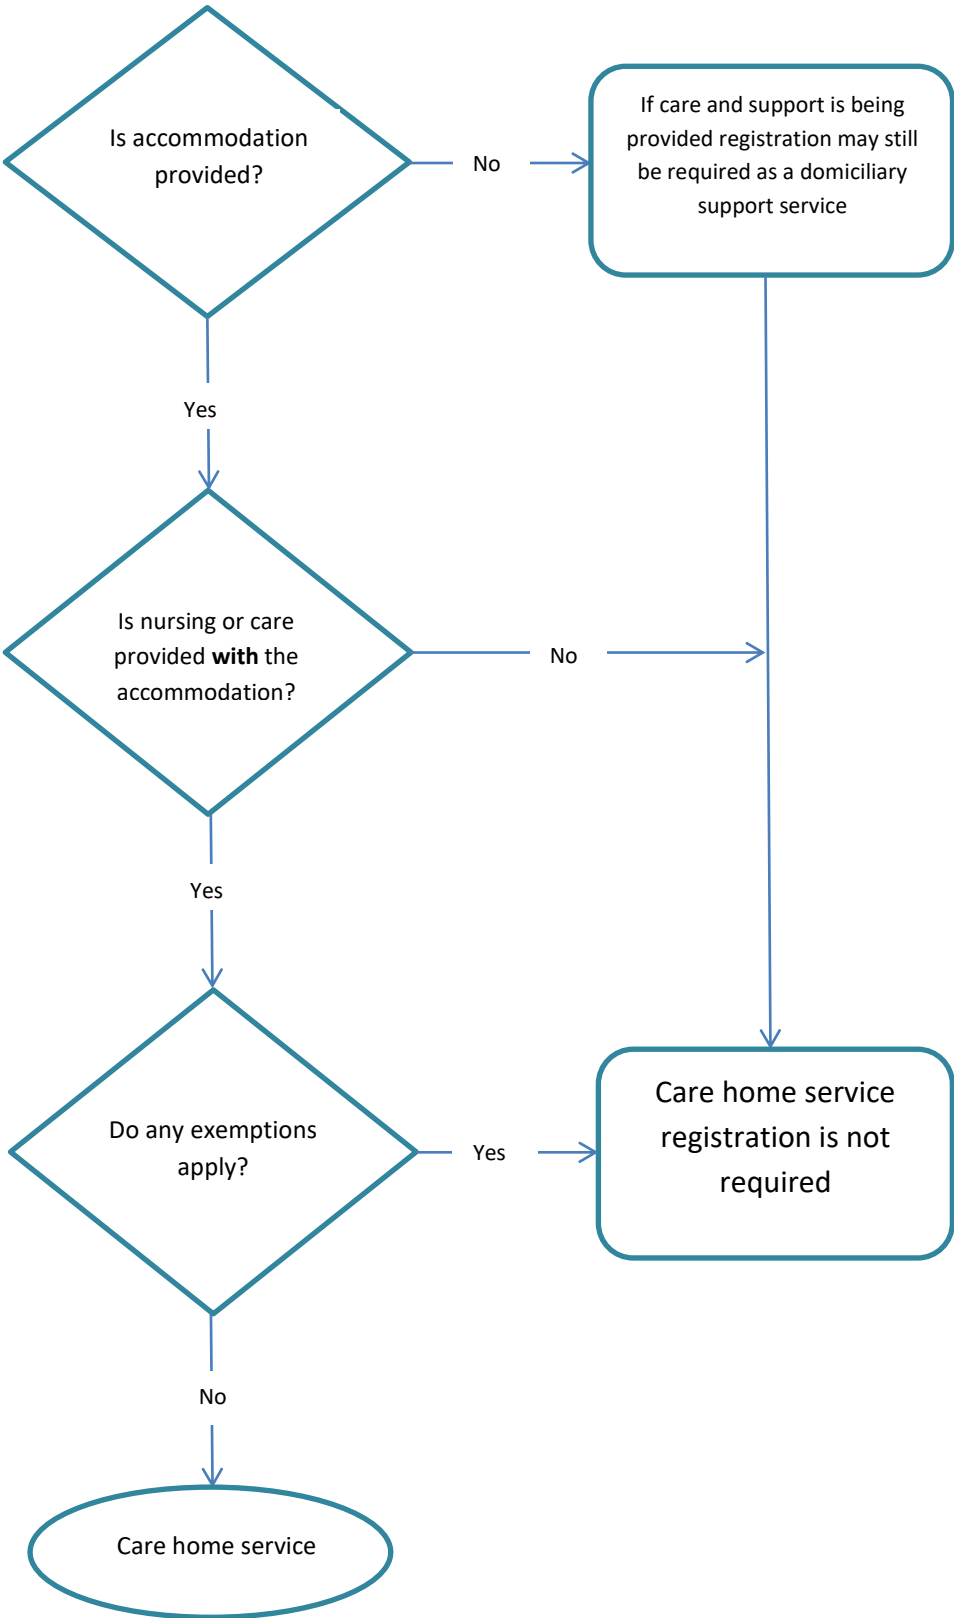 Is accommodation
provided?
No
If care and support is being
provided registration may still
be required as a domiciliary
support service
Yes
Is nursing or care
provided with the
accommodation?
No
Yes
Do any exemptions
apply?
Yes
Care home service
registration is not
required
No
Care home service